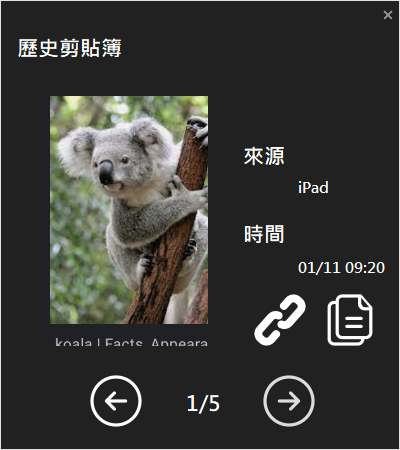 歷史剪貼簿
來源
iPad
時間
01/11 09:20
koala | Facts, Appeara
1/5